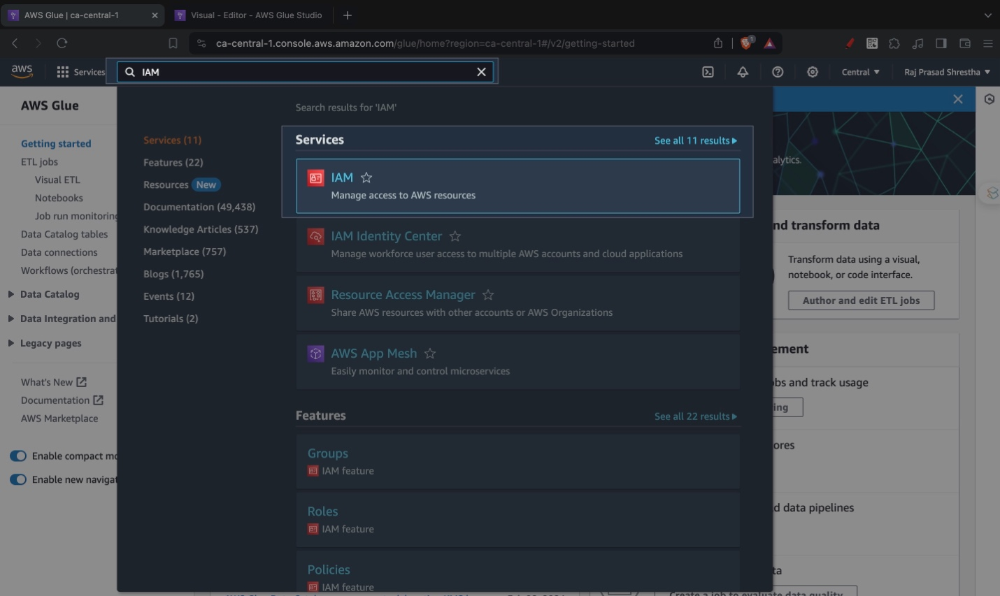 AWS Glue | ca-central-1
Visual - Editor - AWS Glue Studio
ca-central-1.console.aws.amazon.com/glue/home?region=ca-central-1#/v2/getting-started
1
aws
Services
IAM
Central
Raj Prasad Shrestha
AWS Glue
Getting started
ETL jobs
Visual ETL
Notebooks
Job run monitoring
Data Catalog tables
Data connections
Workflows (orchestrat
Data Catalog
Data Integration and
Legacy pages
What's New
Documentation
AWS Marketplace
Enable compact mo
Enable new navigat
Search results for 'IAM'
Services (11)
Features (22)
Resources New
Documentation (49,438)
Knowledge Articles (537)
Marketplace (757)
Blogs (1,765)
Events (12)
Tutorials (2)
Services
See all 11 results
IAM
Manage access to AWS resources
IAM Identity Center
Manage workforce user access to multiple AWS accounts and cloud applications
Resource Access Manager
Share AWS resources with other accounts or AWS Organizations
AWS App Mesh
Easily monitor and control microservices
Features
See all 22 results
Groups
IAM feature
Roles
IAM feature
Policies
IAM feature
alytics.
nd transform data
Transform data using a visual,
notebook, or code interface.
Author and edit ETL jobs
ement
bs and track usage
ing
ores
d data pipelines
ta
Create a job to evaluate data quality